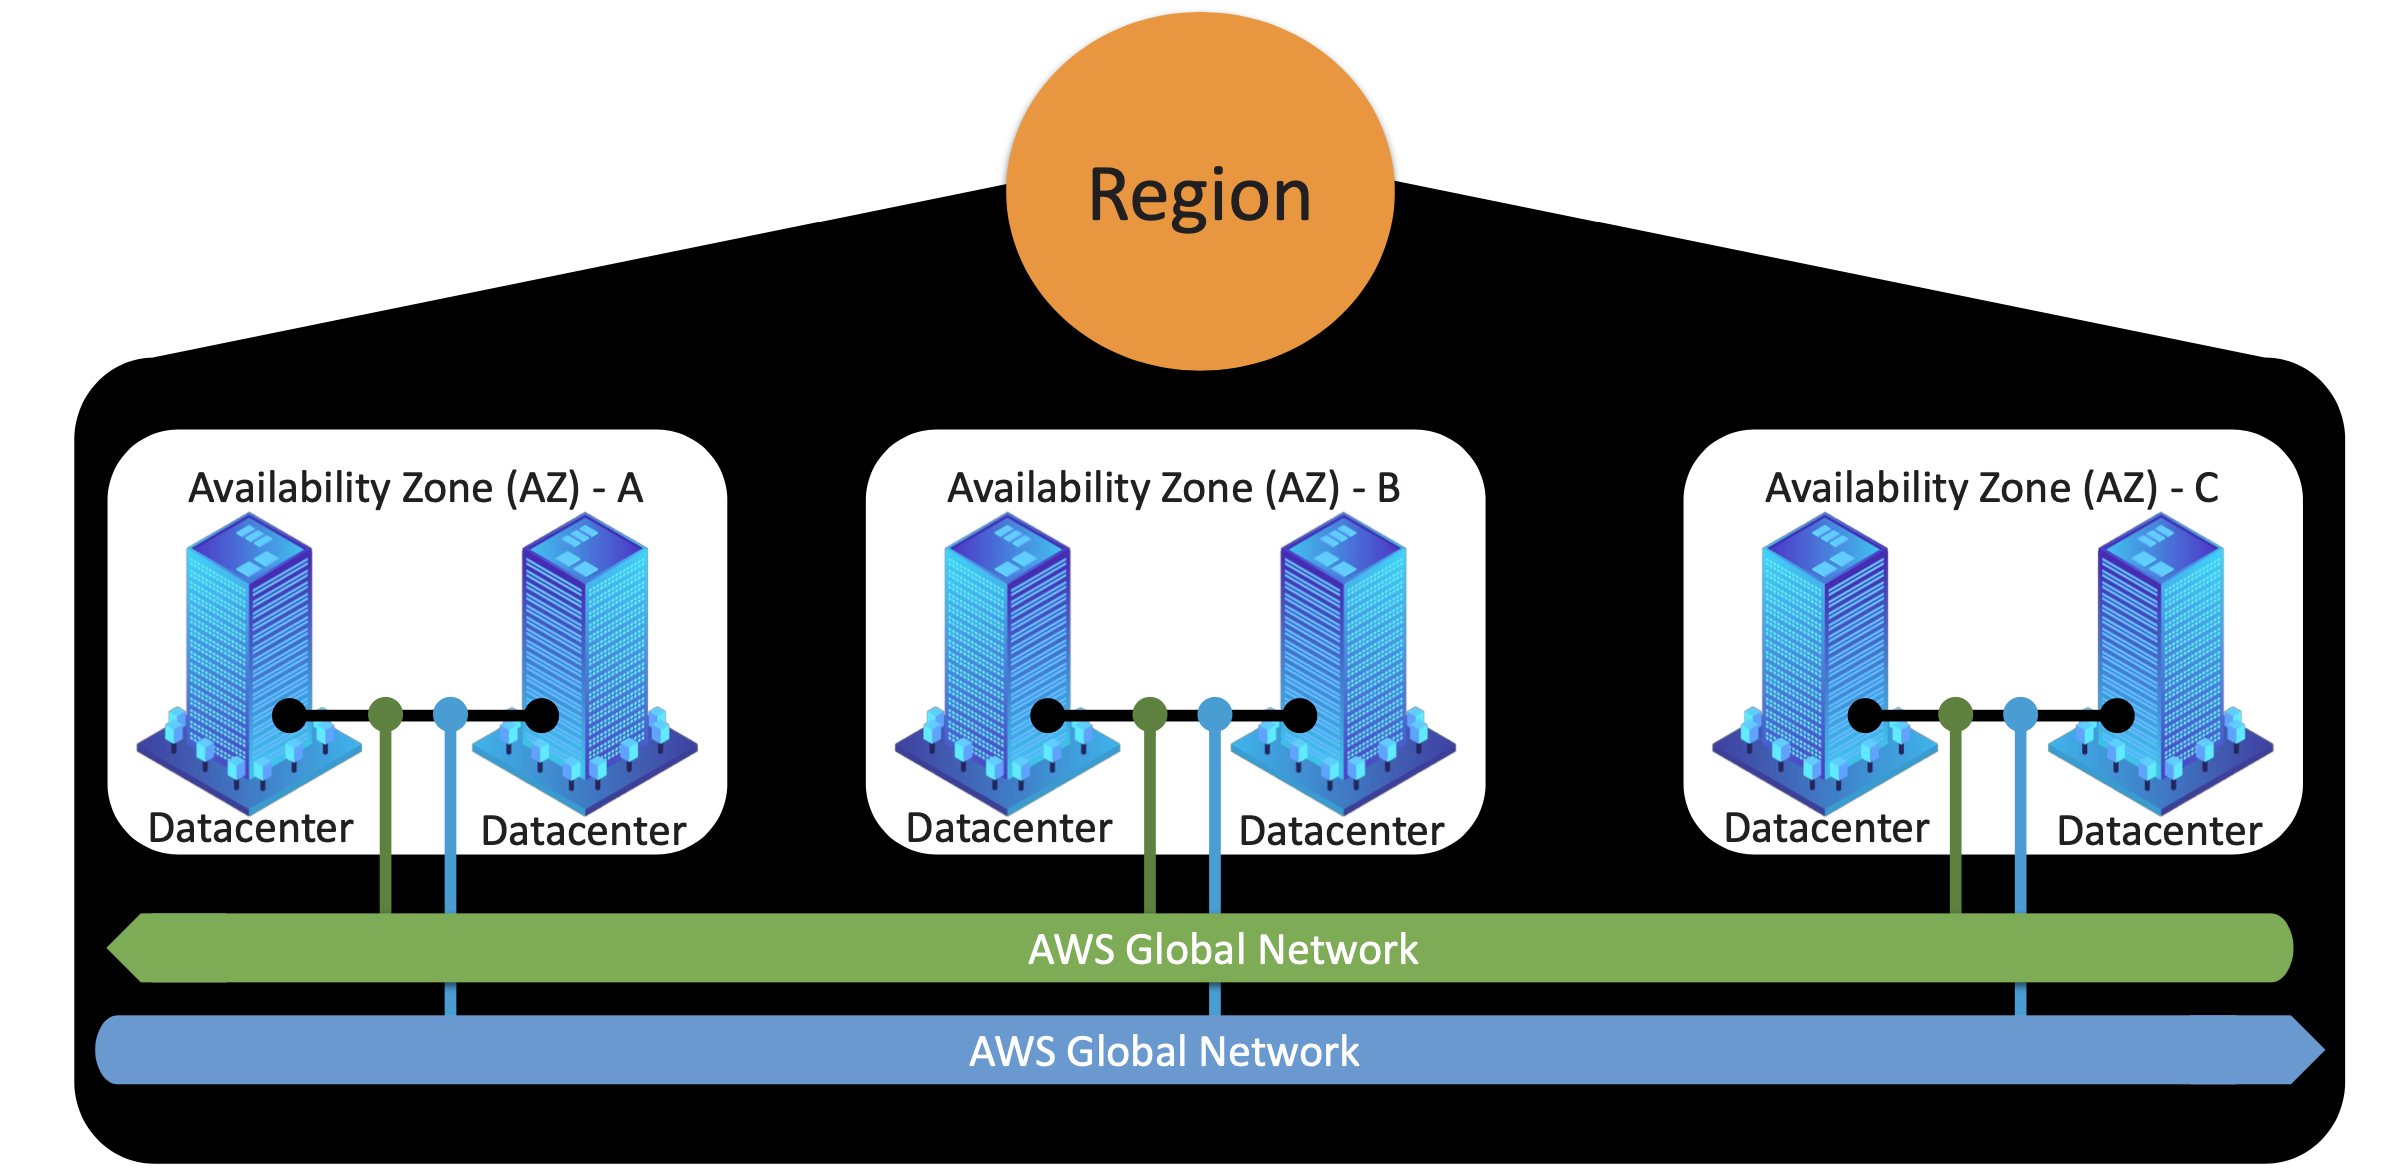 Region
Availability Zone (AZ) - A
Availability Zone (AZ) - B
Availability Zone (AZ) - C
Datacenter
Datacenter
Datacenter
Datacenter
Datacenter
Datacenter
AWS Global Network
AWS Global Network